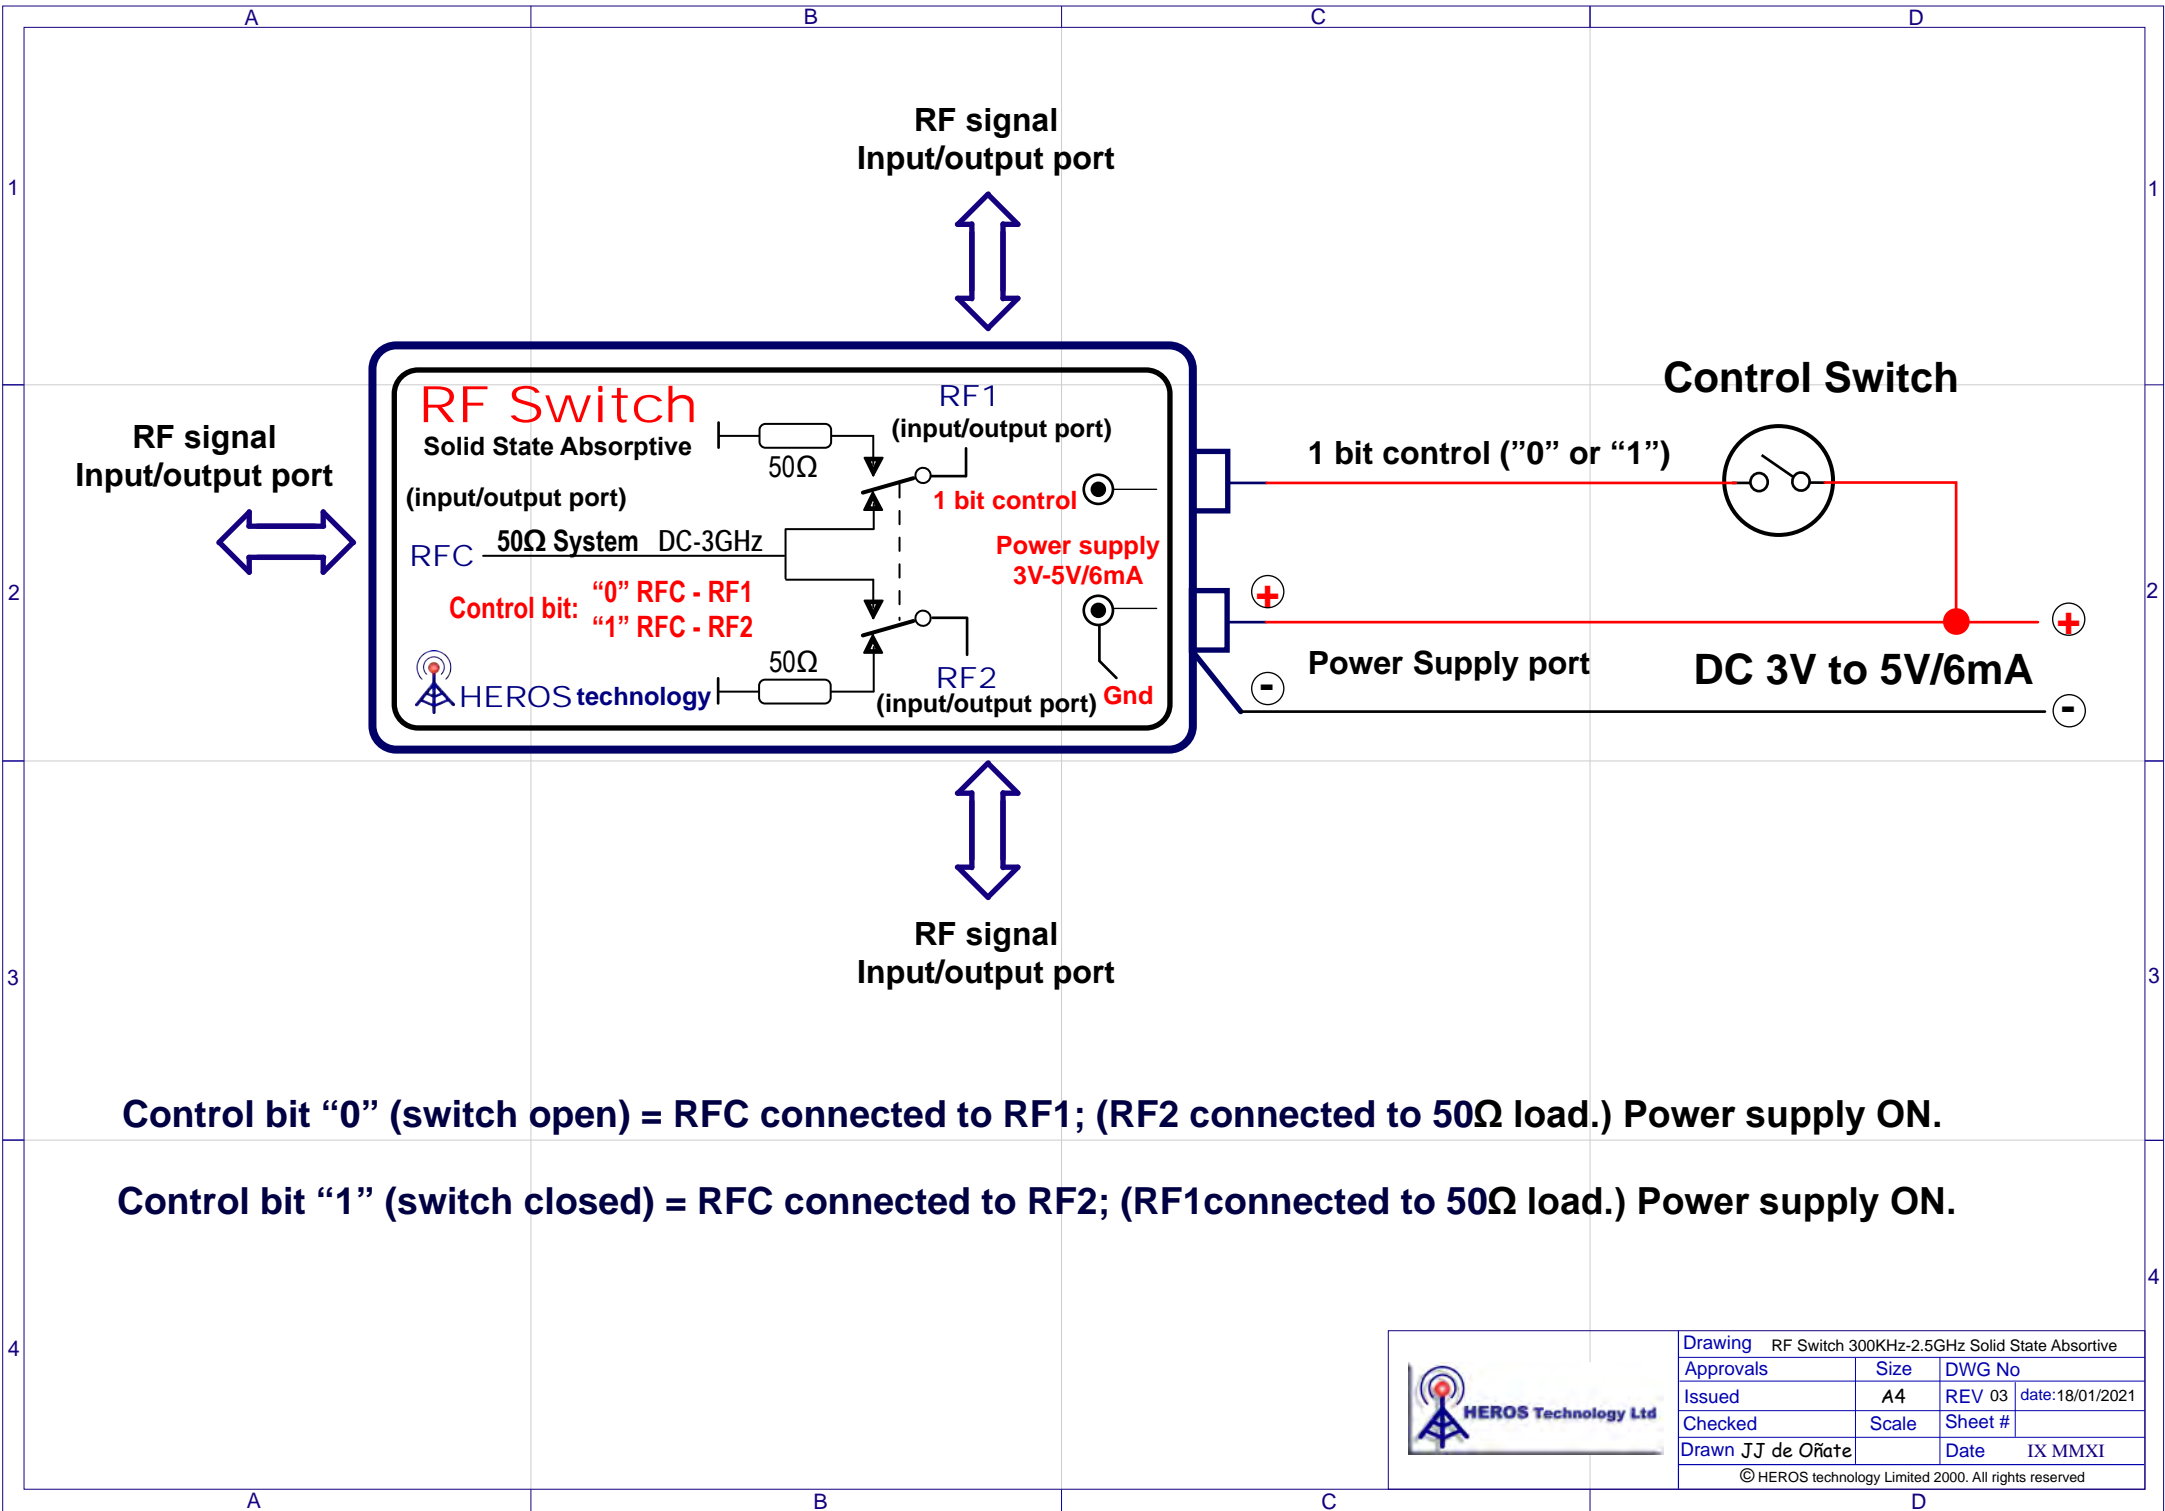 A B C D
1 1
RF signal
Input/output port
RF signal
Input/output port
RF Switch
Solid State Absorptive
50Ω
RF1
(input/output port)
(input/output port)
1 bit control
RFC 50Ω System DC-3GHz
Power supply
3V-5V/6mA
Control bit: “0” RFC - RF1
“1” RFC - RF2
50Ω
RF2
(input/output port)
Gnd
HEROS technology
Control Switch
1 bit control (”0” or “1”)
+ +
Power Supply port
DC 3V to 5V/6mA
- -
2 2
RF signal
Input/output port
3 3
Control bit “0” (switch open) = RFC connected to RF1; (RF2 connected to 50Ω load.) Power supply ON.
Control bit “1” (switch closed) = RFC connected to RF2; (RF1connected to 50Ω load.) Power supply ON.
4 4
HEROS Technology Ltd
Drawing RF Switch 300KHz-2.5GHz Solid State Absortive
Approvals Size DWG No
Issued A4 REV 03 date:18/01/2021
Checked Scale Sheet #
Drawn JJ de Oñate Date IX MMXI
© HEROS technology Limited 2000. All rights reserved
A B C D